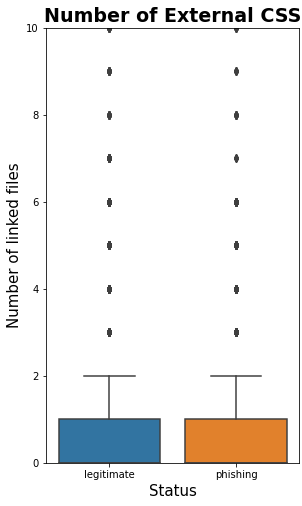 Number of External CSS
10
8
6
4
2
0
Number of linked files
legitimate
phishing
Status